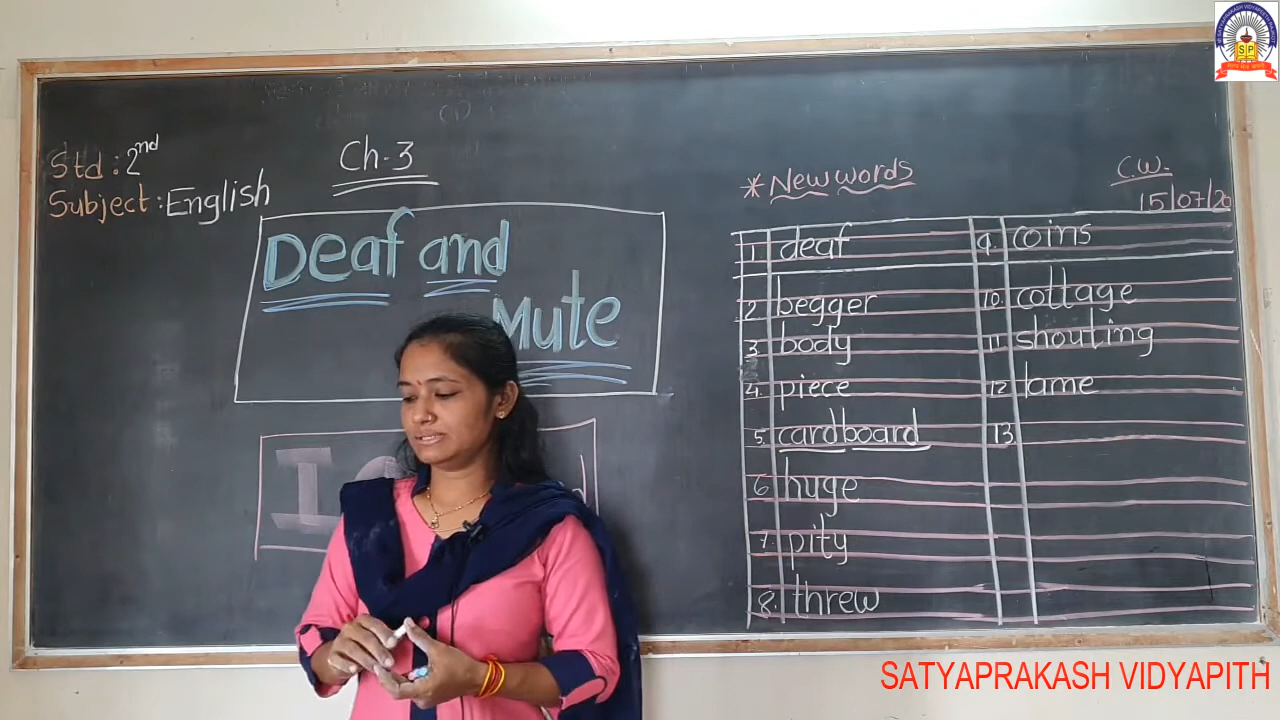 Std : 2nd
Subject : English
Ch-3
Deaf and
Mute
* New words
C.W.
15/07/20
1. deaf
2. begger
3. body
4. piece
5. cardboard
6. huge
7. pity
8. threw
9. coins
10. cottage
11. shouting
12. lame
13
SP
SATYAPRAKASH VIDYAPITH